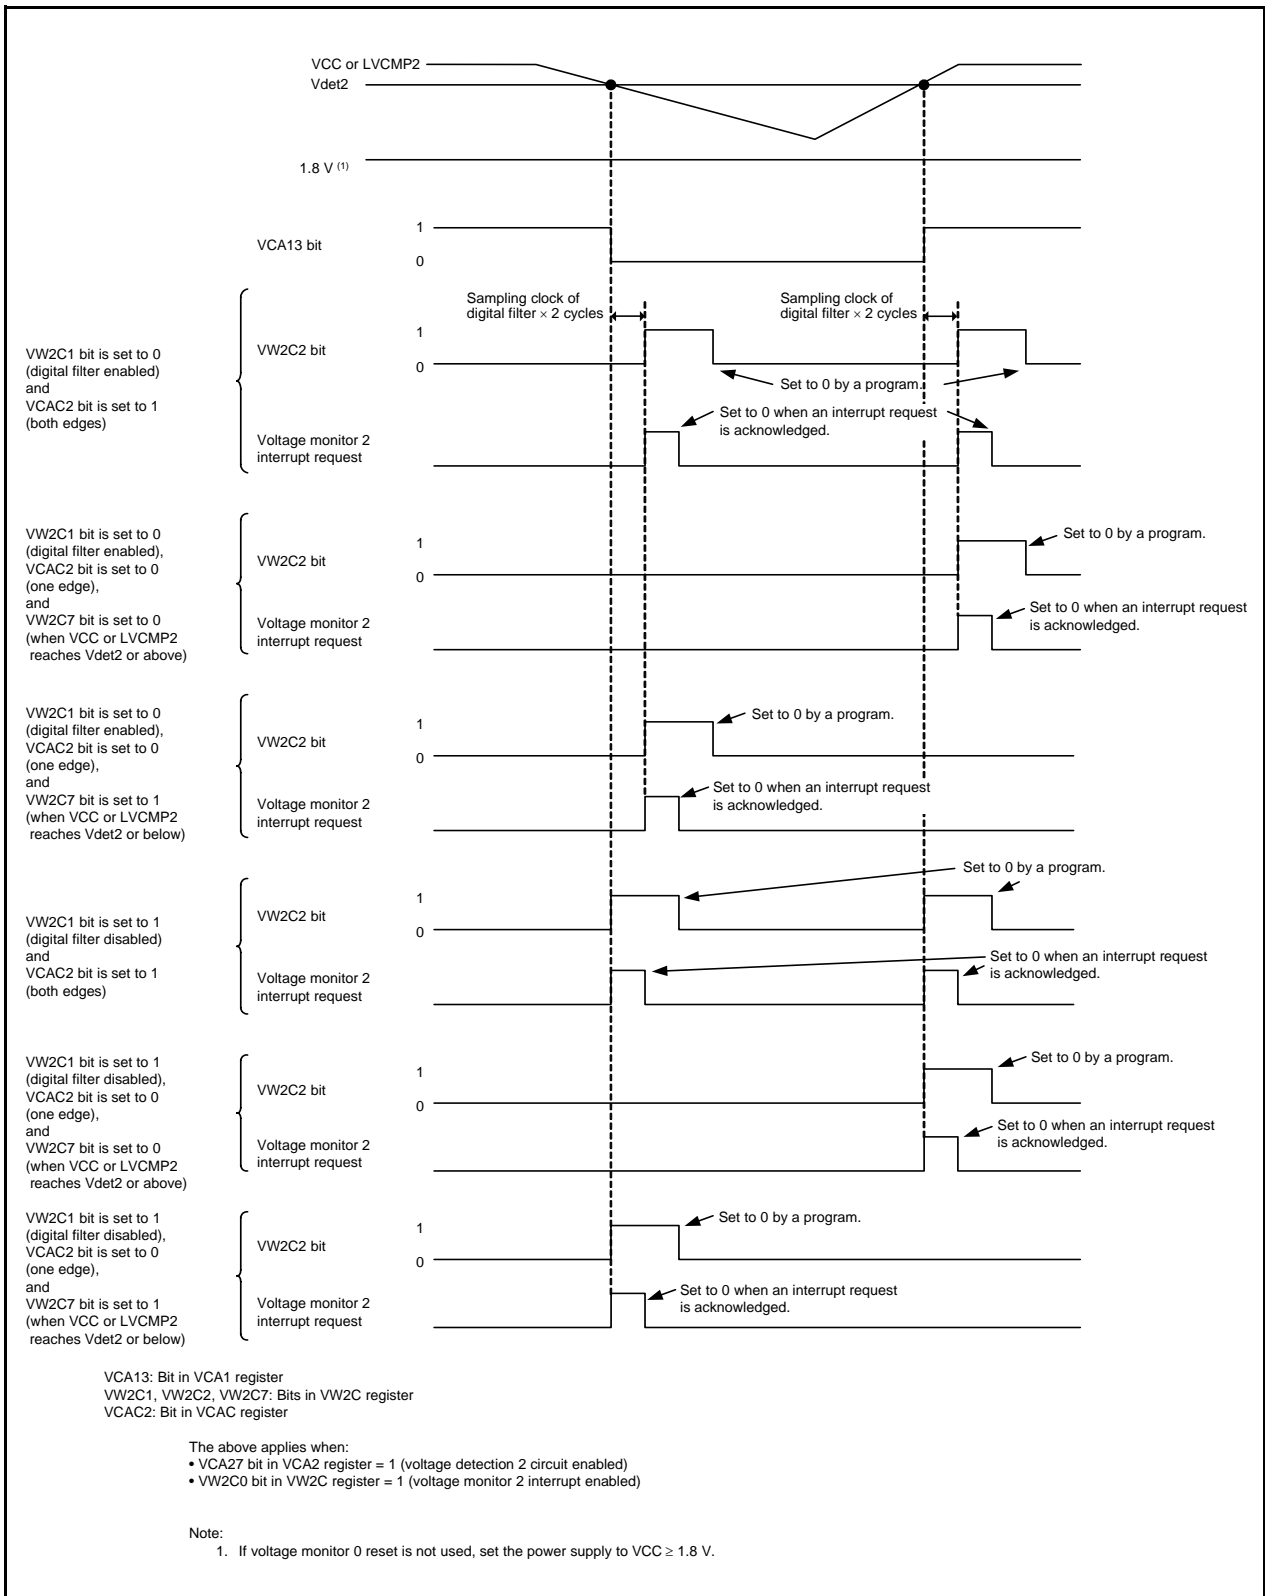 VCC or LVCMP2
Vdet2
1.8 V (1)
VCA13 bit
1
0
Sampling clock of
digital filter × 2 cycles
Sampling clock of
digital filter × 2 cycles
VW2C1 bit is set to 0
(digital filter enabled)
and
VCAC2 bit is set to 1
(both edges)
VW2C2 bit
1
0
Set to 0 by a program.
Voltage monitor 2
interrupt request
Set to 0 when an interrupt request
is acknowledged.
VW2C1 bit is set to 0
(digital filter enabled),
VCAC2 bit is set to 0
(one edge),
and
VW2C7 bit is set to 0
(when VCC or LVCMP2
reaches Vdet2 or above)
VW2C2 bit
1
0
Set to 0 by a program.
Voltage monitor 2
interrupt request
Set to 0 when an interrupt request
is acknowledged.
VW2C1 bit is set to 0
(digital filter enabled),
VCAC2 bit is set to 0
(one edge),
and
VW2C7 bit is set to 1
(when VCC or LVCMP2
reaches Vdet2 or below)
VW2C2 bit
1
0
Set to 0 by a program.
Voltage monitor 2
interrupt request
Set to 0 when an interrupt request
is acknowledged.
VW2C1 bit is set to 1
(digital filter disabled)
and
VCAC2 bit is set to 1
(both edges)
VW2C2 bit
1
0
Set to 0 by a program.
Voltage monitor 2
interrupt request
Set to 0 when an interrupt request
is acknowledged.
VW2C1 bit is set to 1
(digital filter disabled),
VCAC2 bit is set to 0
(one edge),
and
VW2C7 bit is set to 0
(when VCC or LVCMP2
reaches Vdet2 or above)
VW2C2 bit
1
0
Set to 0 by a program.
Voltage monitor 2
interrupt request
Set to 0 when an interrupt request
is acknowledged.
VW2C1 bit is set to 1
(digital filter disabled),
VCAC2 bit is set to 0
(one edge),
and
VW2C7 bit is set to 1
(when VCC or LVCMP2
reaches Vdet2 or below)
VW2C2 bit
1
0
Set to 0 by a program.
Voltage monitor 2
interrupt request
Set to 0 when an interrupt request
is acknowledged.
VCA13: Bit in VCA1 register
VW2C1, VW2C2, VW2C7: Bits in VW2C register
VCAC2: Bit in VCAC register
The above applies when:
• VCA27 bit in VCA2 register = 1 (voltage detection 2 circuit enabled)
• VW2C0 bit in VW2C register = 1 (voltage monitor 2 interrupt enabled)
Note:
1. If voltage monitor 0 reset is not used, set the power supply to VCC ≥ 1.8 V.